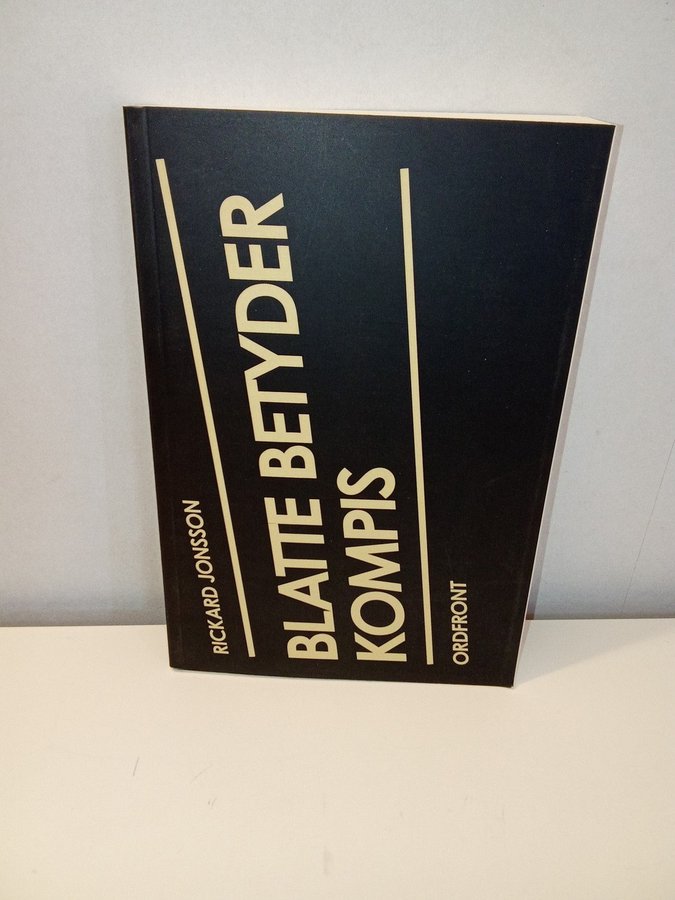 RICKARD JONSSON
BLATTE BETYDER
KOMPIS
ORDFRONT